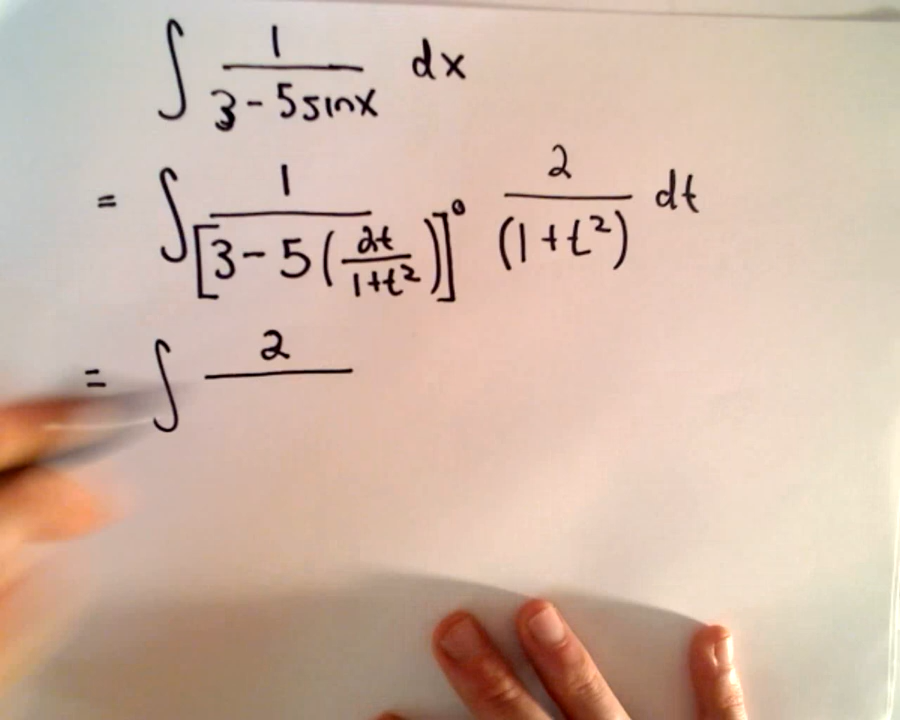 ∫ 1/(3 - 5sinx) dx
= ∫ 1/[3 - 5(2t/(1+t²))]° 2/(1+t²) dt
= ∫ 2/